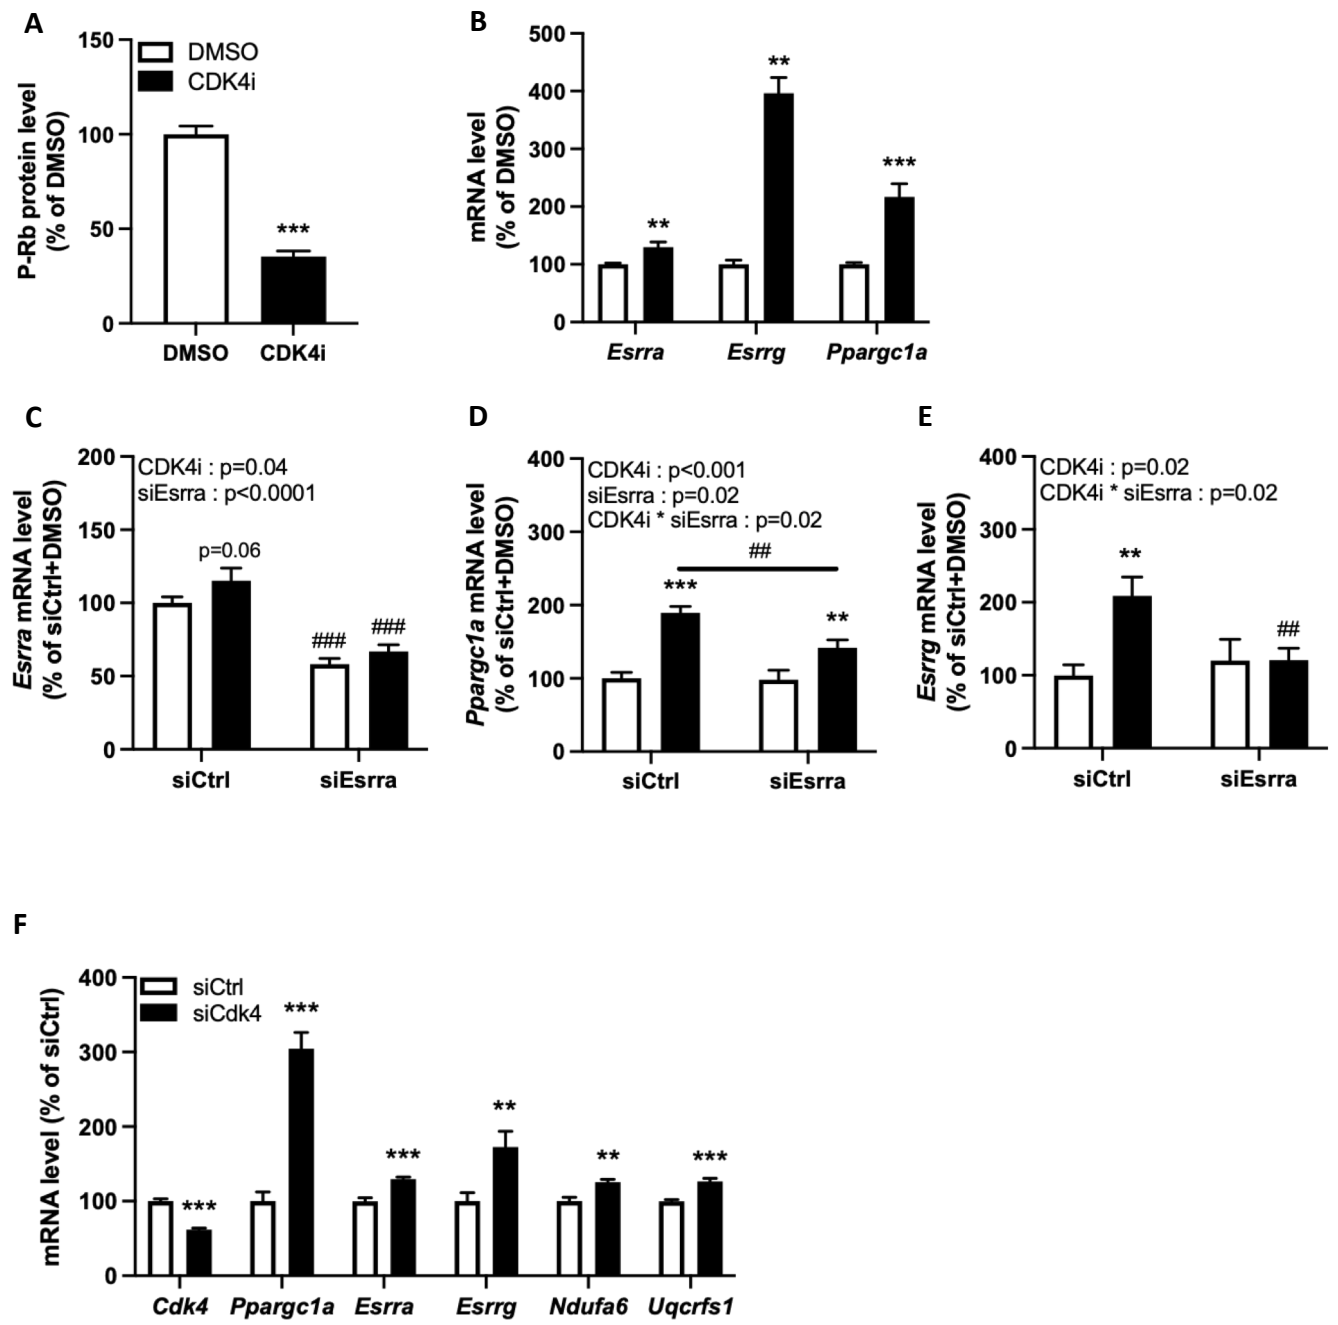 A
P-Rb protein level
(% of DMSO)
150
100
50
0
DMSO
CDK4i
***
DMSO CDK4i
B
mRNA level
(% of DMSO)
500
400
300
200
100
0
**
**
***
Esrra Esrrg Ppargc1a
C
Esrra mRNA level
(% of siCtrl+DMSO)
200
150
100
50
0
CDK4i : p=0.04
siEsrra : p<0.0001
p=0.06
### ###
siCtrl siEsrra
D
Ppargc1a mRNA level
(% of siCtrl+DMSO)
400
300
200
100
0
CDK4i : p<0.001
siEsrra : p=0.02
CDK4i * siEsrra : p=0.02
##
***
**
siCtrl siEsrra
E
Esrrg mRNA level
(% of siCtrl+DMSO)
400
300
200
100
0
CDK4i : p=0.02
CDK4i * siEsrra : p=0.02
**
##
siCtrl siEsrra
F
mRNA level (% of siCtrl)
400
300
200
100
0
siCtrl
siCdk4
***
***
***
**
**
***
Cdk4 Ppargc1a Esrra Esrrg Ndufa6 Uqcrfs1